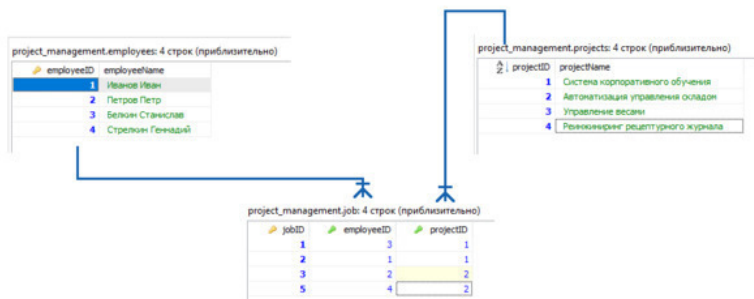 project_management.employees: 4 строк (приблизительно)
employeeID employeeName
1 Иванов Иван
2 Петров Петр
3 Белкин Станислав
4 Стрелкин Геннадий
project_management.projects: 4 строк (приблизительно)
projectID projectName
1 Система корпоративного обучения
2 Автоматизация управления складом
3 Управление весами
4 Реинжиниринг рецептурного журнала
project_management.job: 4 строк (приблизительно)
jobID employeeID projectID
1 3 1
2 1 1
3 2 2
5 4 2